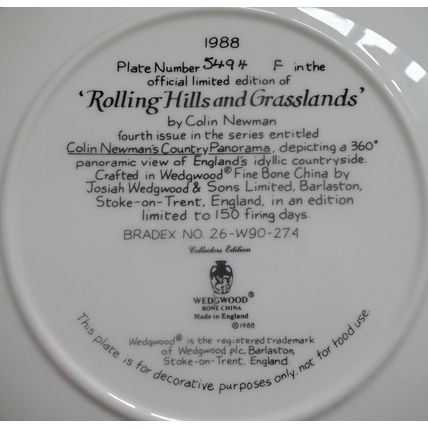 1988
Plate Number 5494 F in the
official limited edition of
'Rolling Hills and Grasslands'
by Colin Newman
fourth issue in the series entitled
Colin Newman's Country Panorama, depicting a 360°
panoramic view of England's idyllic countryside.
Crafted in Wedgwood® Fine Bone China by
Josiah Wedgwood & Sons Limited, Barlaston,
Stoke-on-Trent, England, in an edition
limited to 150 firing days.
BRADEX NO. 26-W90-27.4
Collectors Edition
WEDGWOOD®
BONE CHINA
Made in England
©1988
Wedgwood® is the registered trademark
of Wedgwood plc, Barlaston,
Stoke-on-Trent, England.
This plate is for decorative purposes only, not for food use.